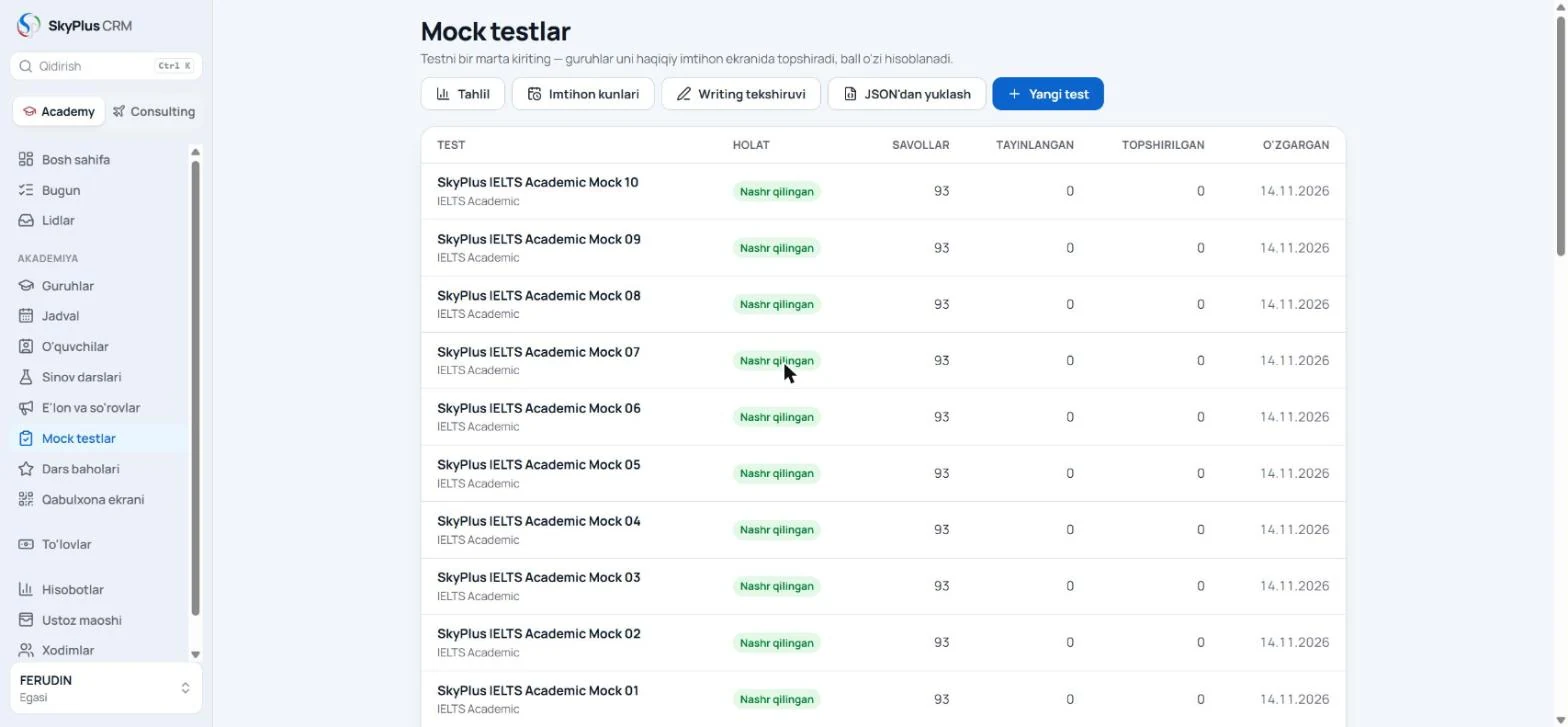 SkyPlus CRM
Qidirish Ctrl K
Academy Consulting
Bosh sahifa
Bugun
Lidlar
AKADEMIYA
Guruhlar
Jadval
O'quvchilar
Sinov darslari
E'lon va so'rovlar
Mock testlar
Dars baholari
Qabulxona ekrani
To'lovlar
Hisobotlar
Ustoz maoshi
Xodimlar
FERUDIN
Egasi
Mock testlar
Testni bir marta kiriting — guruhlar uni haqiqiy imtihon ekranida topshiradi, ball o'zi hisoblanadi.
Tahlil Imtihon kunlari Writing tekshiruvi JSON'dan yuklash + Yangi test
TEST HOLAT SAVOLLAR TAYINLANGAN TOPSHIRILGAN O'ZGARGAN
SkyPlus IELTS Academic Mock 10
IELTS Academic
Nashr qilingan 93 0 0 14.11.2026
SkyPlus IELTS Academic Mock 09
IELTS Academic
Nashr qilingan 93 0 0 14.11.2026
SkyPlus IELTS Academic Mock 08
IELTS Academic
Nashr qilingan 93 0 0 14.11.2026
SkyPlus IELTS Academic Mock 07
IELTS Academic
Nashr qilingan 93 0 0 14.11.2026
SkyPlus IELTS Academic Mock 06
IELTS Academic
Nashr qilingan 93 0 0 14.11.2026
SkyPlus IELTS Academic Mock 05
IELTS Academic
Nashr qilingan 93 0 0 14.11.2026
SkyPlus IELTS Academic Mock 04
IELTS Academic
Nashr qilingan 93 0 0 14.11.2026
SkyPlus IELTS Academic Mock 03
IELTS Academic
Nashr qilingan 93 0 0 14.11.2026
SkyPlus IELTS Academic Mock 02
IELTS Academic
Nashr qilingan 93 0 0 14.11.2026
SkyPlus IELTS Academic Mock 01
IELTS Academic
Nashr qilingan 93 0 0 14.11.2026